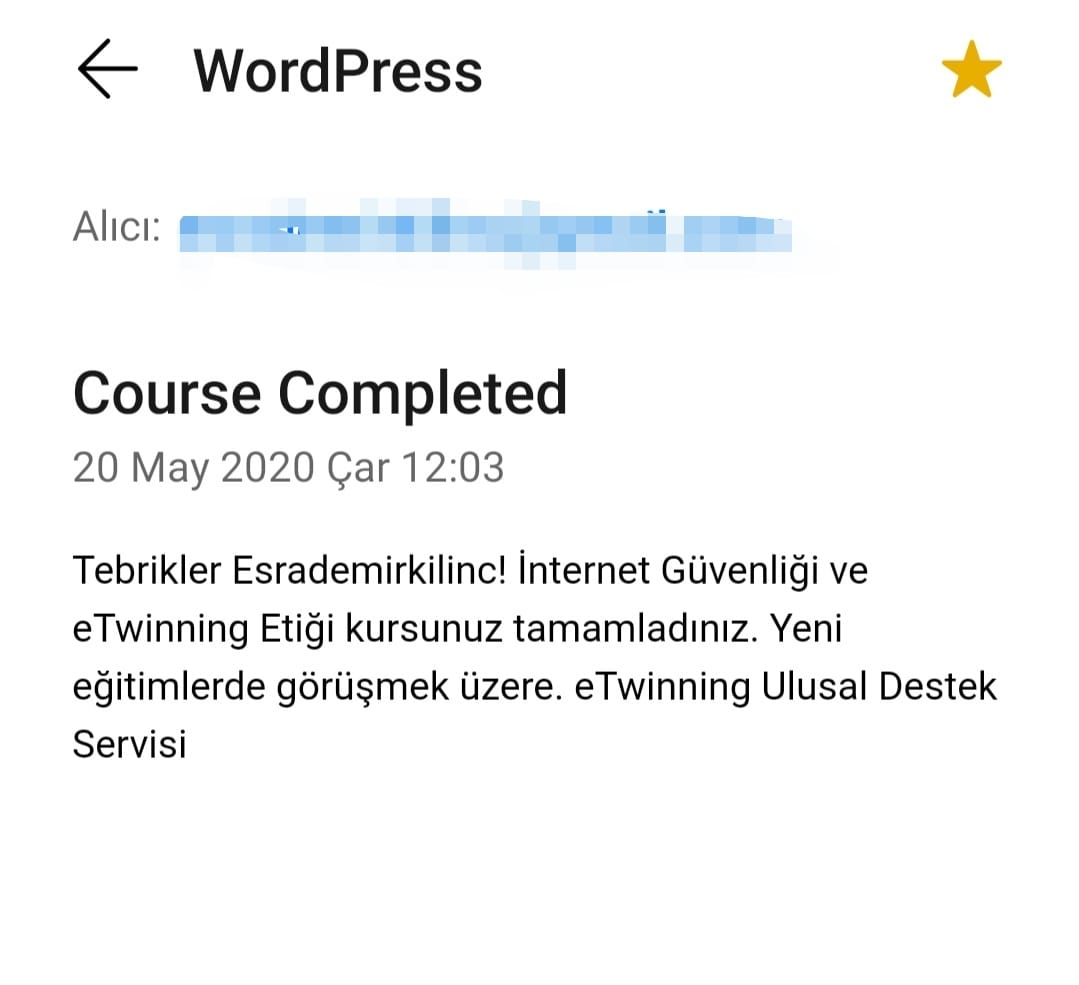 WordPress
Alıcı:
Course Completed
20 May 2020 Çar 12:03
Tebrikler Esrademirkilinc! İnternet Güvenliği ve
eTwinning Etiği kursunuz tamamladınız. Yeni
eğitimlerde görüşmek üzere. eTwinning Ulusal Destek
Servisi